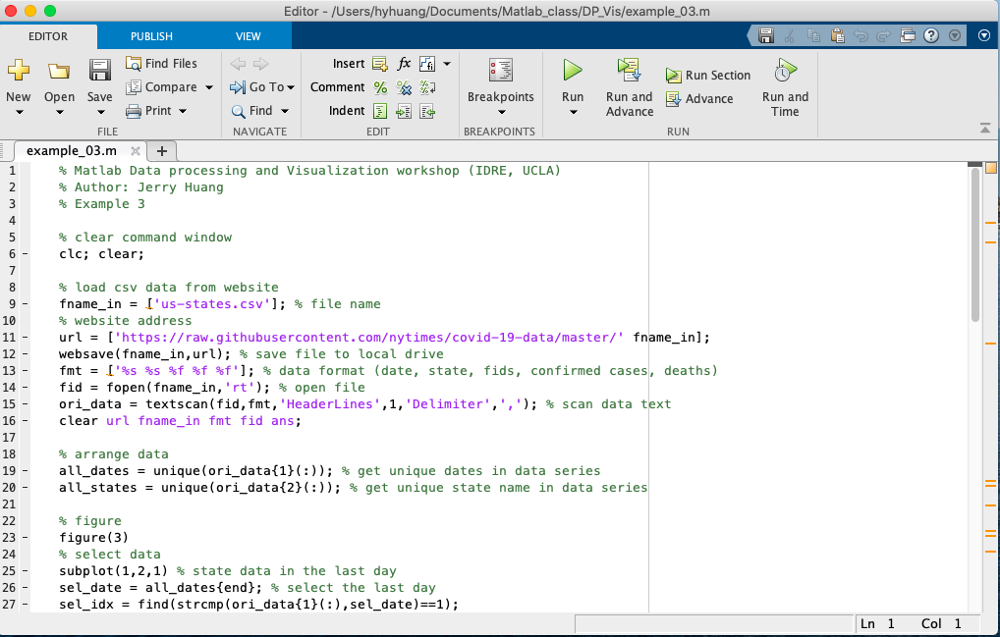 Editor - /Users/hyhuang/Documents/Matlab_class/DP_Vis/example_03.m
EDITOR PUBLISH VIEW
New Open Save
Find Files
Compare
Print
FILE
Go To
Find
NAVIGATE
Insert fx
Comment %
Indent
EDIT
Breakpoints
BREAKPOINTS
Run
Run and Advance
Run Section
Advance
Run and Time
RUN
example_03.m
1 % Matlab Data processing and Visualization workshop (IDRE, UCLA)
2 % Author: Jerry Huang
3 % Example 3
4
5 % clear command window
6 - clc; clear;
7
8 % load csv data from website
9 - fname_in = ['us-states.csv']; % file name
10 % website address
11 - url = ['https://raw.githubusercontent.com/nytimes/covid-19-data/master/' fname_in];
12 - websave(fname_in,url); % save file to local drive
13 - fmt = ['%s %s %f %f %f']; % data format (date, state, fids, confirmed cases, deaths)
14 - fid = fopen(fname_in,'rt'); % open file
15 - ori_data = textscan(fid,fmt,'HeaderLines',1,'Delimiter',','); % scan data text
16 - clear url fname_in fmt fid ans;
17
18 % arrange data
19 - all_dates = unique(ori_data{1}(:)); % get unique dates in data series
20 - all_states = unique(ori_data{2}(:)); % get unique state name in data series
21
22 % figure
23 - figure(3)
24 % select data
25 - subplot(1,2,1) % state data in the last day
26 - sel_date = all_dates{end}; % select the last day
27 - sel_idx = find(strcmp(ori_data{1}(:),sel_date)==1);
Ln 1 Col 1